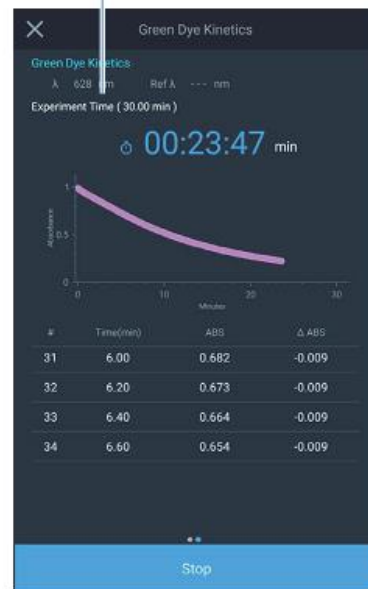 Green Dye Kinetics
Green Dye Kinetics
λ 628 nm Ref λ --- nm
Experiment Time ( 30.00 min )
00:23:47 min
1
0.5
0
Absorbance
0 10 20 30
Minutes
# Time(min) ABS Δ ABS
31 6.00 0.682 -0.009
32 6.20 0.673 -0.009
33 6.40 0.664 -0.009
34 6.60 0.654 -0.009
Stop